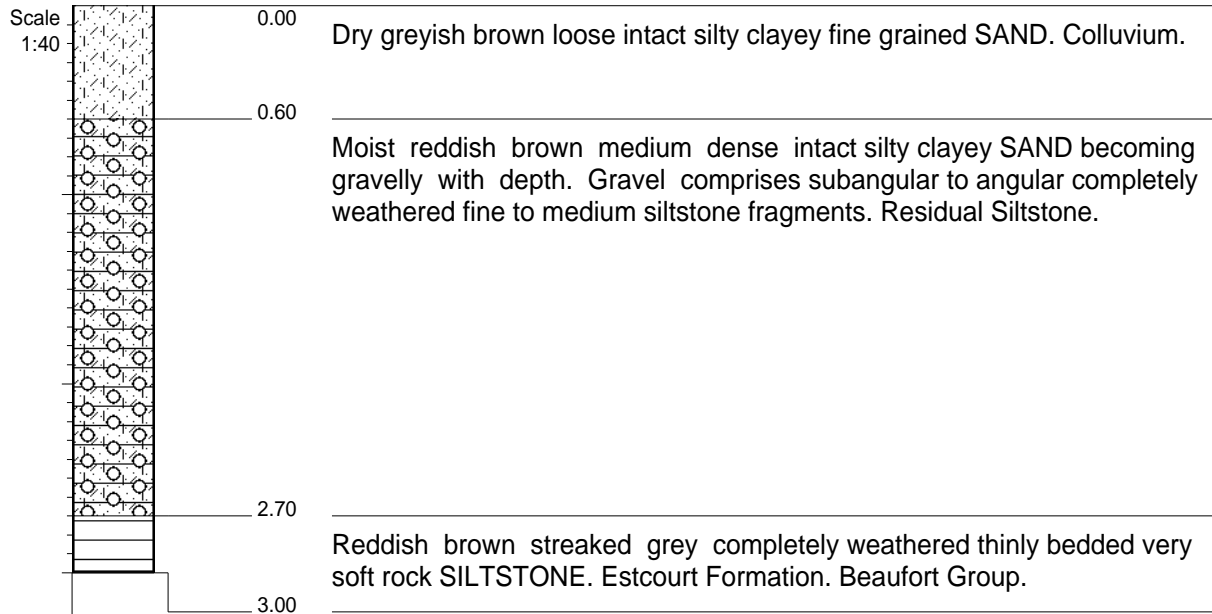 Scale
1:40
0.00
Dry greyish brown loose intact silty clayey fine grained SAND. Colluvium.
0.60
Moist reddish brown medium dense intact silty clayey SAND becoming
gravelly with depth. Gravel comprises subangular to angular completely
weathered fine to medium siltstone fragments. Residual Siltstone.
2.70
Reddish brown streaked grey completely weathered thinly bedded very
soft rock SILTSTONE. Estcourt Formation. Beaufort Group.
3.00